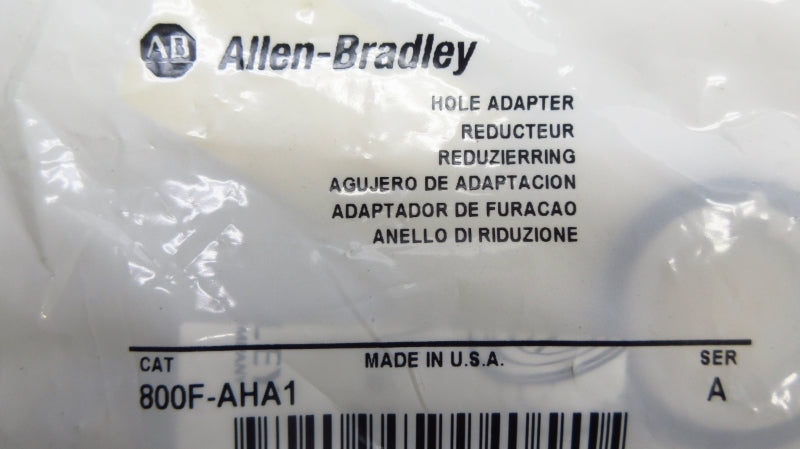 AB Allen-Bradley
HOLE ADAPTER
REDUCTEUR
REDUZIERRING
AGUJERO DE ADAPTACION
ADAPTADOR DE FURACAO
ANELLO DI RIDUZIONE
CAT MADE IN U.S.A. SER
800F-AHA1 A